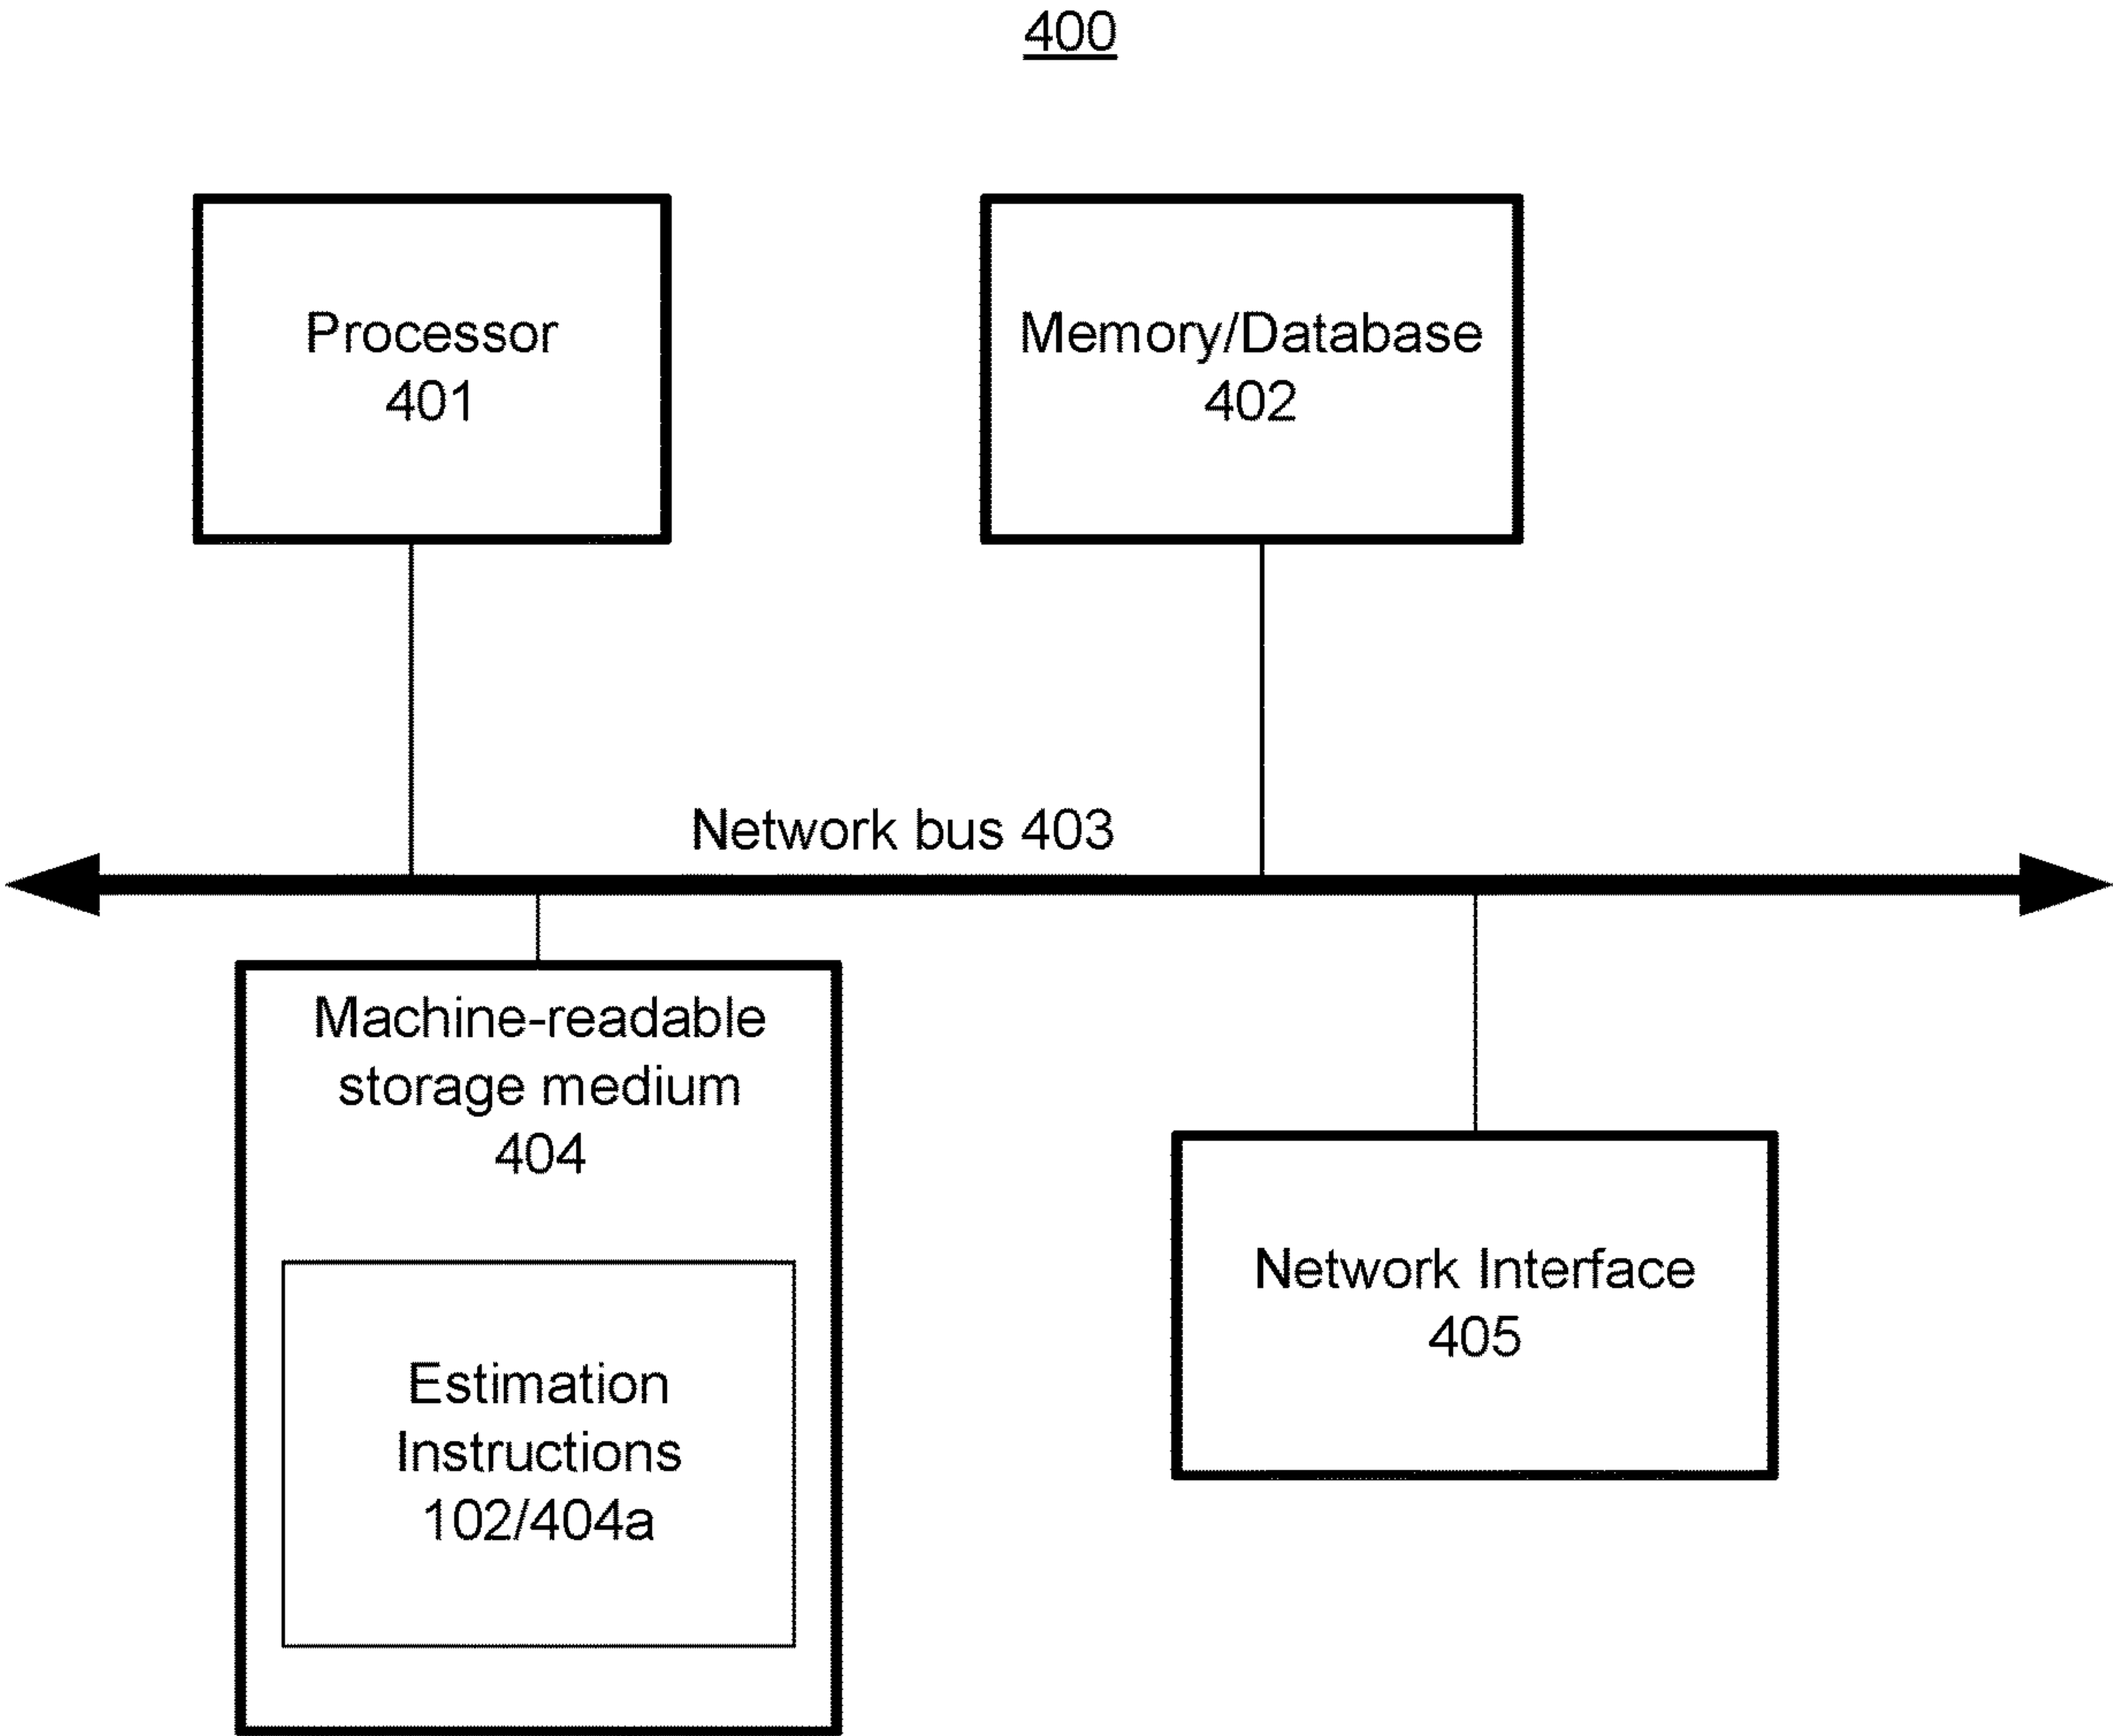 400
Processor
401
Memory/Database
402
Network bus 403
Machine-readable
storage medium
404
Estimation
Instructions
102/404a
Network Interface
405